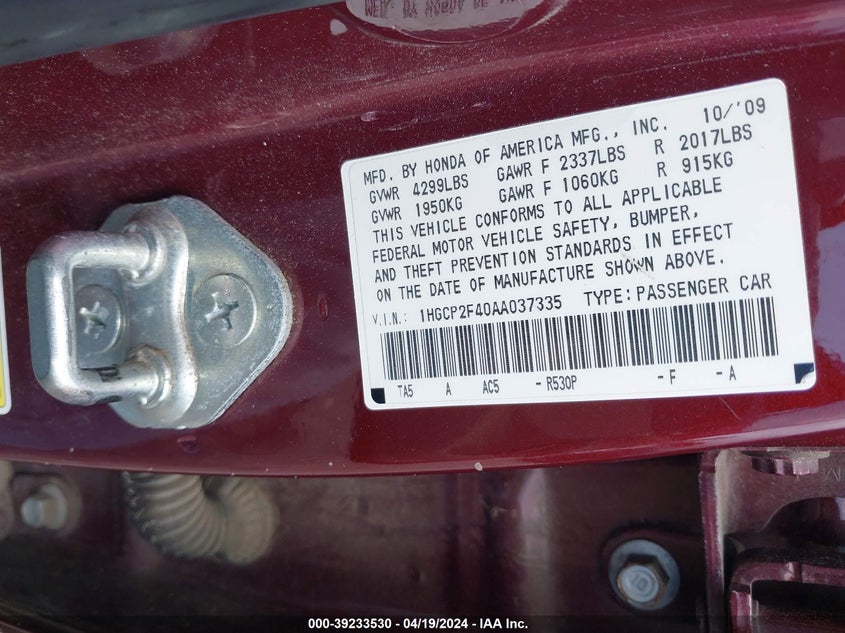 MFD. BY HONDA OF AMERICA MFG., INC. 10/'09
GVWR 4299LBS GAWR F 2337LBS R 2017LBS
GVWR 1950KG GAWR F 1060KG R 915KG
THIS VEHICLE CONFORMS TO ALL APPLICABLE
FEDERAL MOTOR VEHICLE SAFETY, BUMPER,
AND THEFT PREVENTION STANDARDS IN EFFECT
ON THE DATE OF MANUFACTURE SHOWN ABOVE.
V.I.N.: 1HGCP2F40AA037335 TYPE: PASSENGER CAR
TA5 A AC5 - R530P - F - A
000-39233530 - 04/19/2024 - IAA Inc.